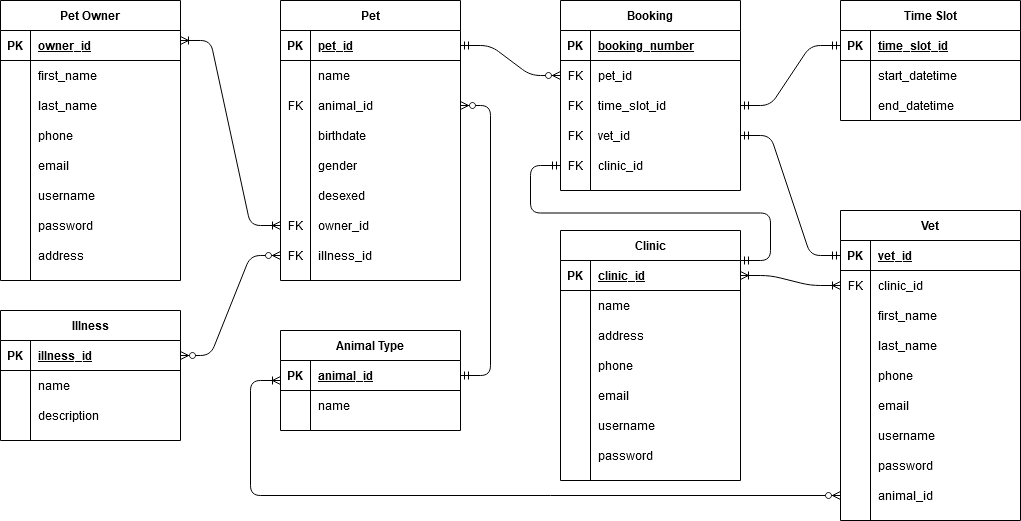 Pet Owner
PK owner_id
first_name
last_name
phone
email
username
password
address
Pet
PK pet_id
name
FK animal_id
birthdate
gender
desexed
FK owner_id
FK illness_id
Booking
PK booking_number
FK pet_id
FK time_slot_id
FK vet_id
FK clinic_id
Time Slot
PK time_slot_id
start_datetime
end_datetime
Illness
PK illness_id
name
description
Animal Type
PK animal_id
name
Clinic
PK clinic_id
name
address
phone
email
username
password
Vet
PK vet_id
FK clinic_id
first_name
last_name
phone
email
username
password
animal_id